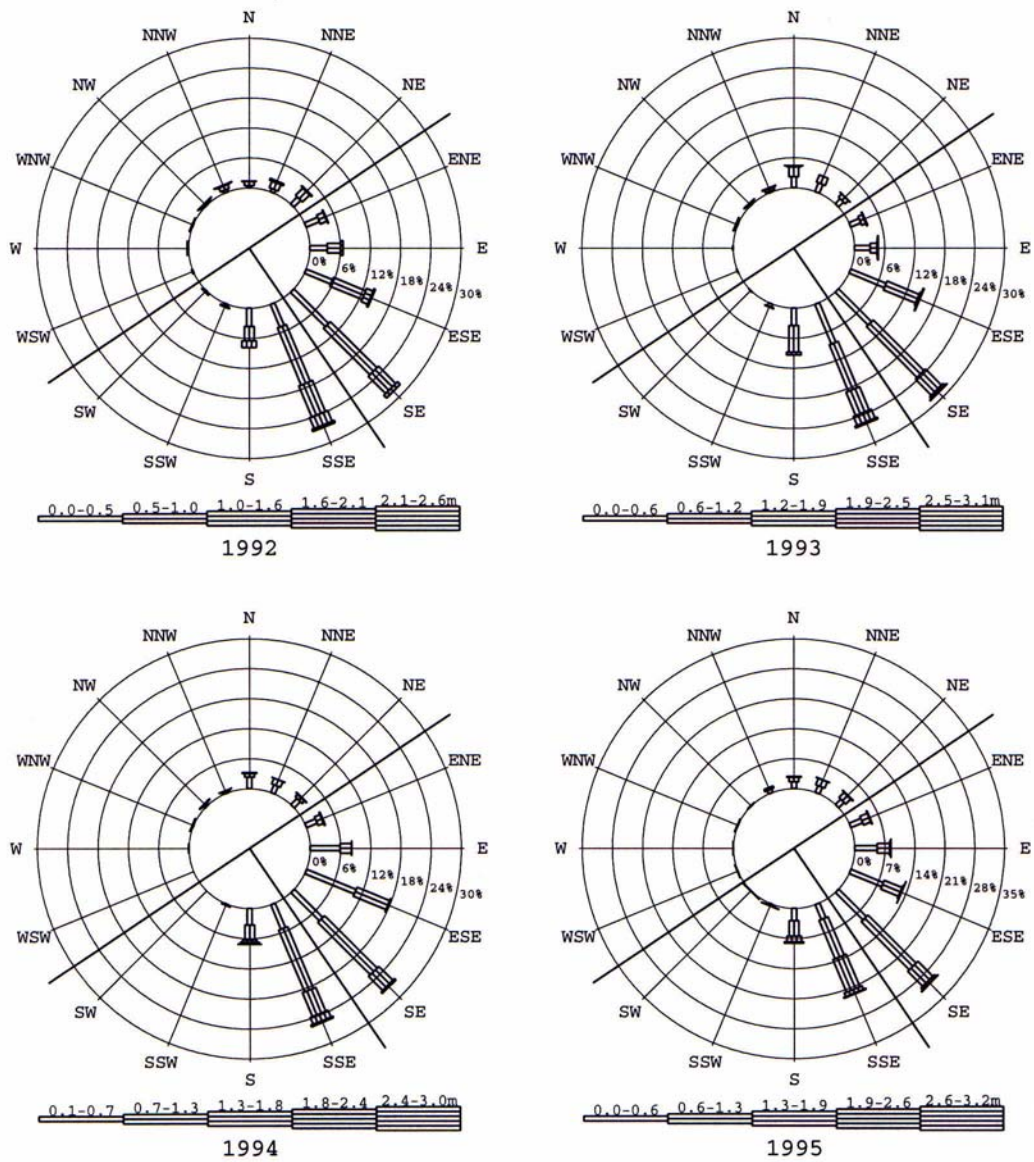 N
NNW
NNE
NW
NE
WNW
ENE
W
E
0%
6%
12%
18%
24%
30%
WSW
ESE
SW
SE
SSW
SSE
S
0.0-0.5 0.5-1.0 1.0-1.6 1.6-2.1 2.1-2.6m
1992
N
NNW
NNE
NW
NE
WNW
ENE
W
E
0%
6%
12%
18%
24%
30%
WSW
ESE
SW
SE
SSW
SSE
S
0.0-0.6 0.6-1.2 1.2-1.9 1.9-2.5 2.5-3.1m
1993
N
NNW
NNE
NW
NE
WNW
ENE
W
E
0%
6%
12%
18%
24%
30%
WSW
ESE
SW
SE
SSW
SSE
S
0.1-0.7 0.7-1.3 1.3-1.8 1.8-2.4 2.4-3.0m
1994
N
NNW
NNE
NW
NE
WNW
ENE
W
E
0%
7%
14%
21%
28%
35%
WSW
ESE
SW
SE
SSW
SSE
S
0.0-0.6 0.6-1.3 1.3-1.9 1.9-2.6 2.6-3.2m
1995